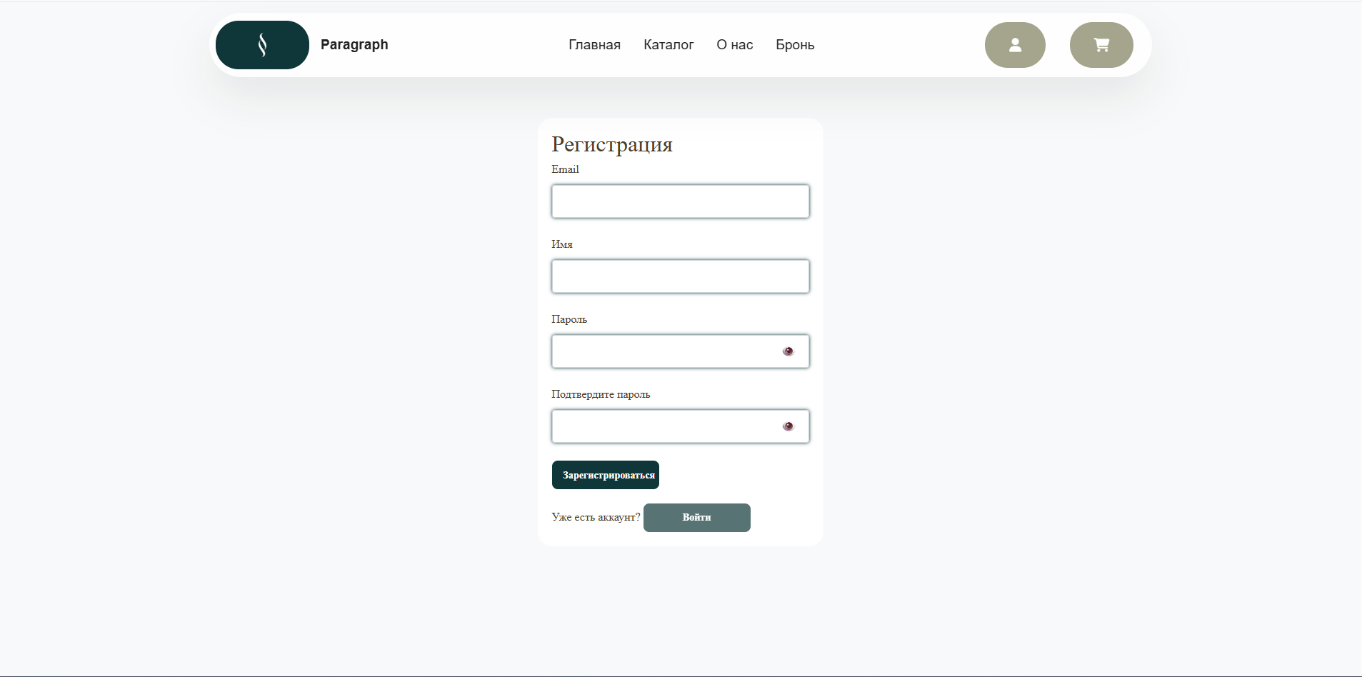 Paragraph
Главная Каталог О нас Бронь
Регистрация
Email
Имя
Пароль
Подтвердите пароль
Зарегистрироваться
Уже есть аккаунт? Войти